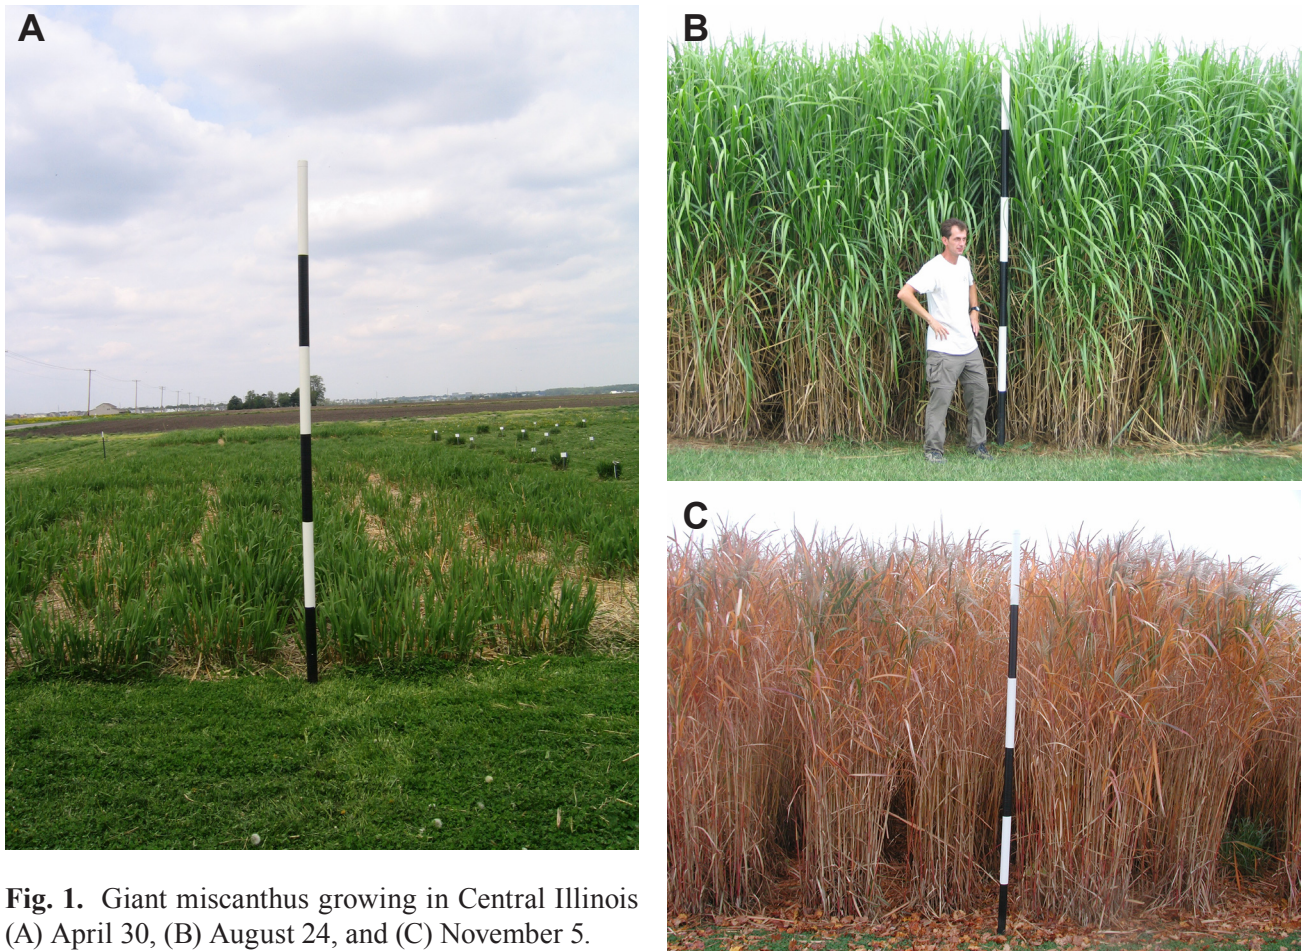 A
B
C
Fig. 1. Giant miscanthus growing in Central Illinois
(A) April 30, (B) August 24, and (C) November 5.